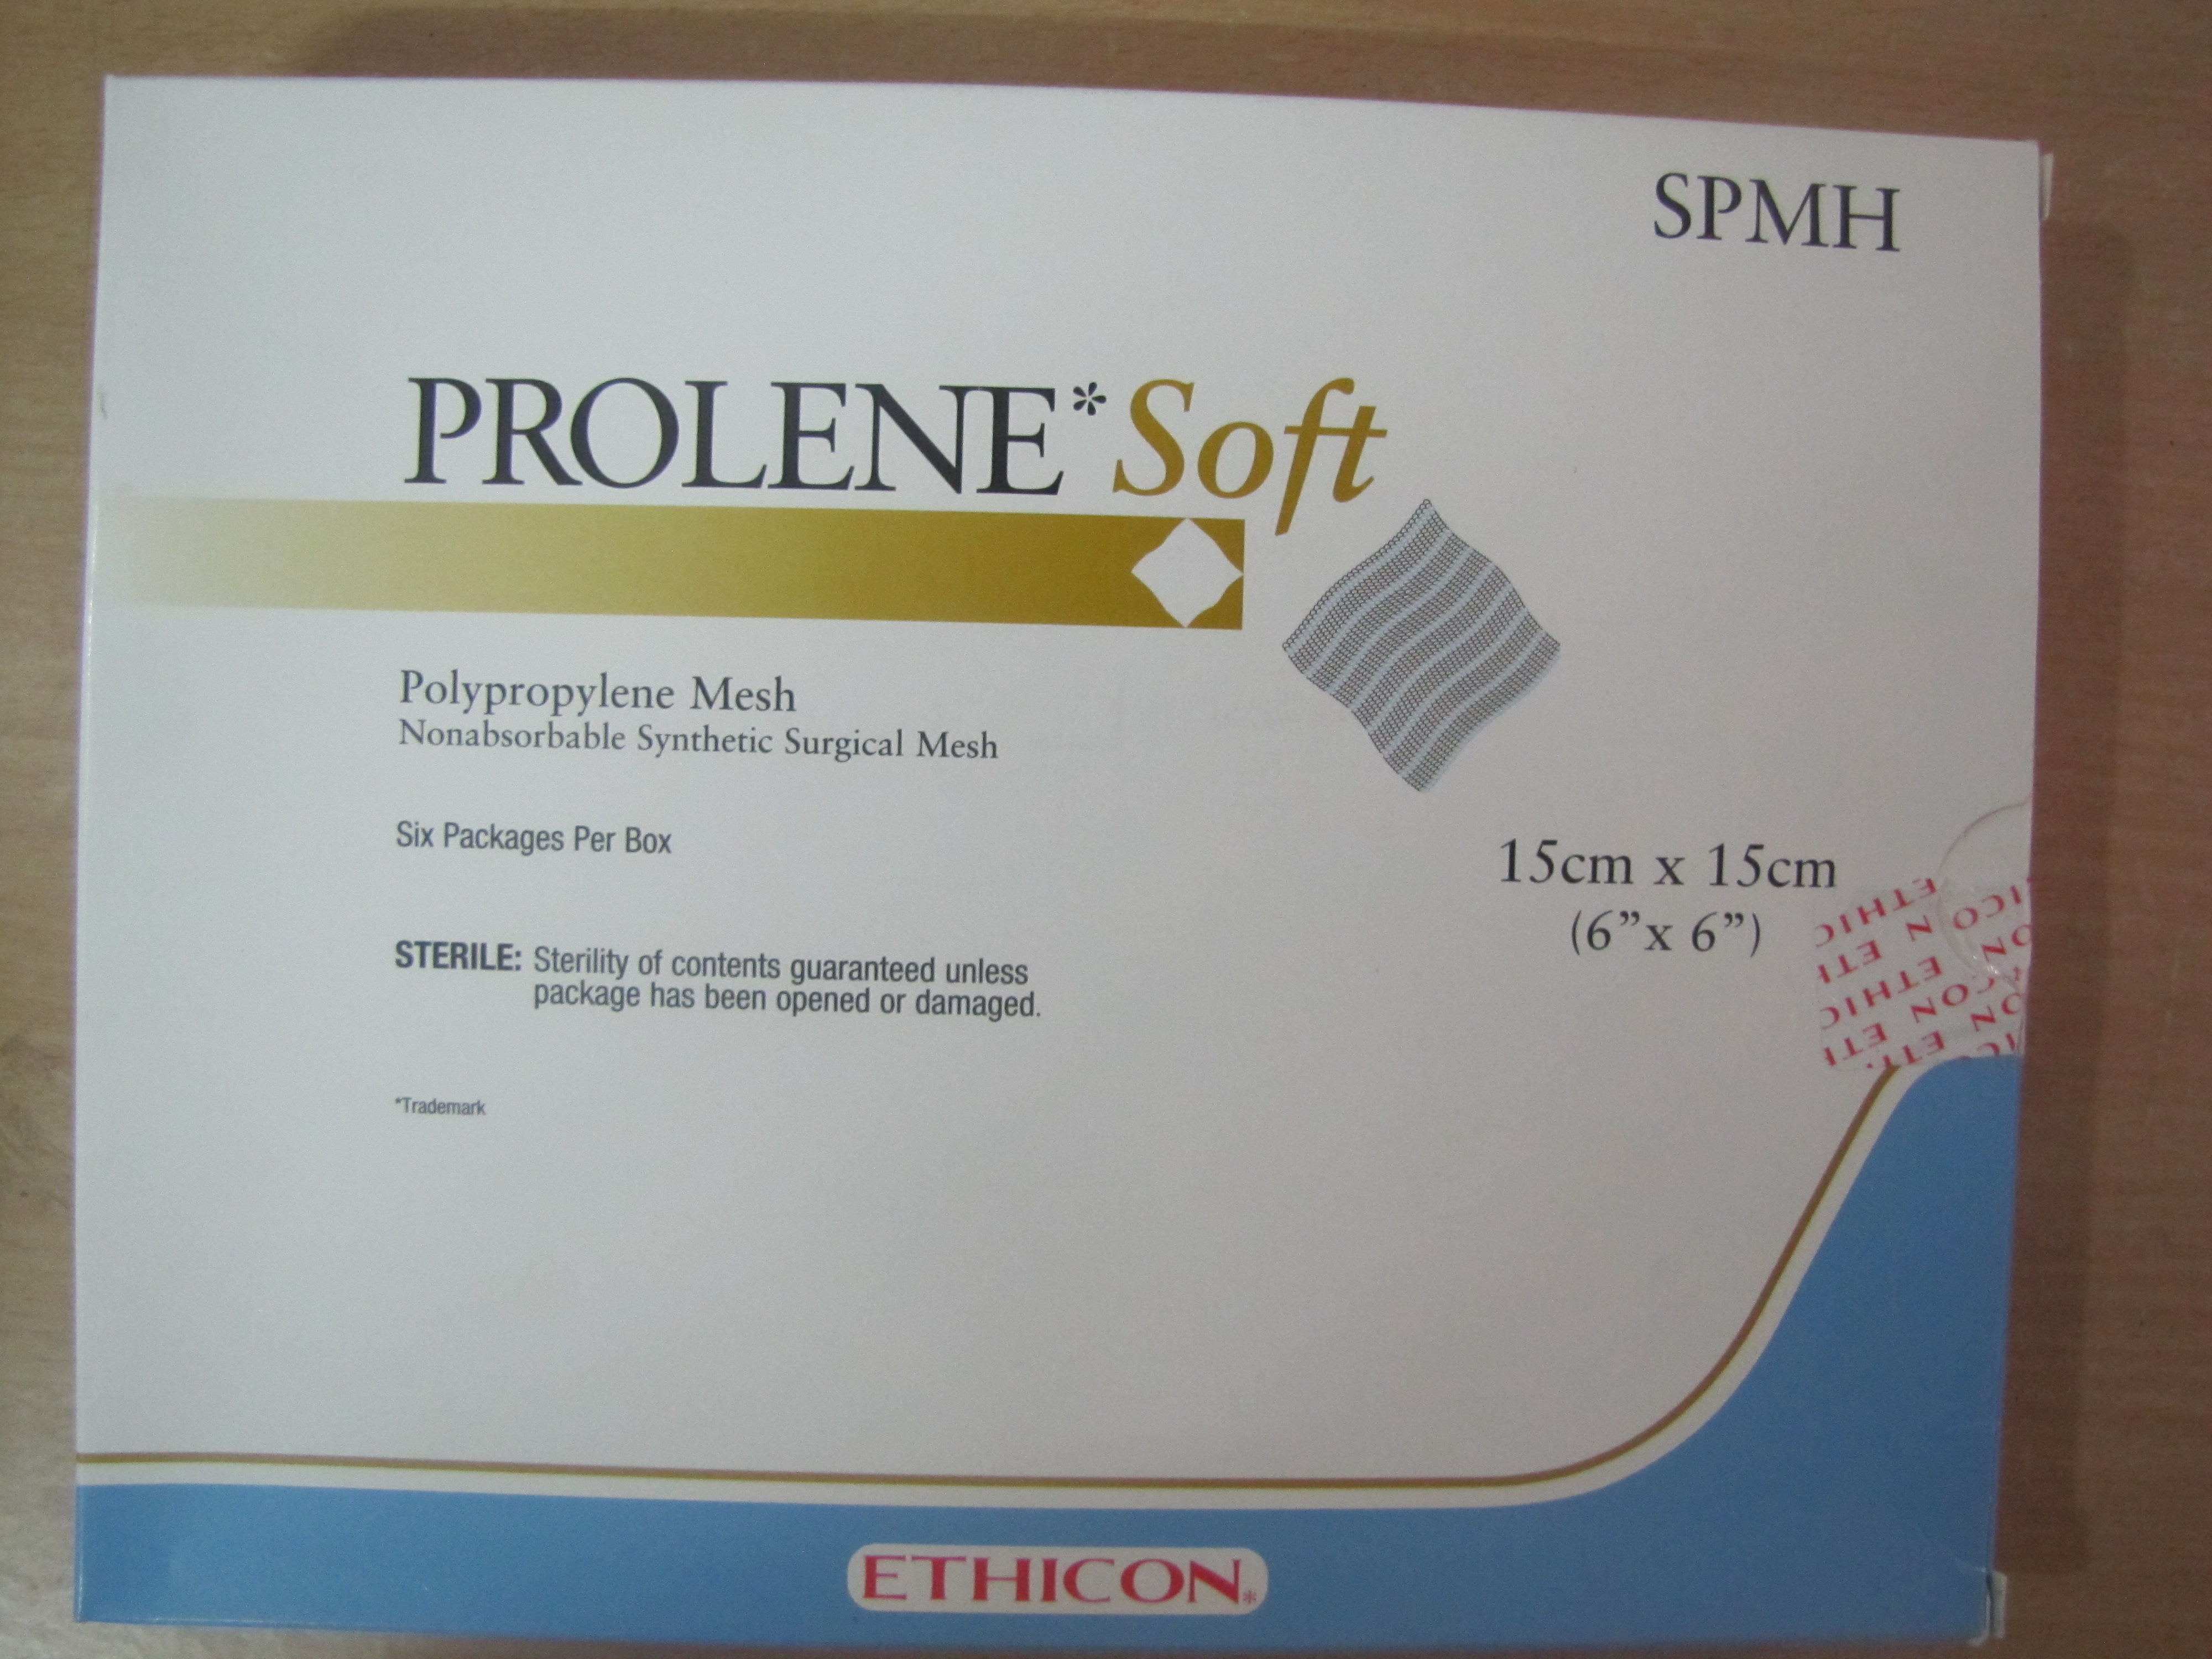 SPMH
PROLENE* Soft
Polypropylene Mesh
Nonabsorbable Synthetic Surgical Mesh
Six Packages Per Box
15cm x 15cm
(6”x 6”)
STERILE: Sterility of contents guaranteed unless
package has been opened or damaged.
*Trademark
ETHICON*